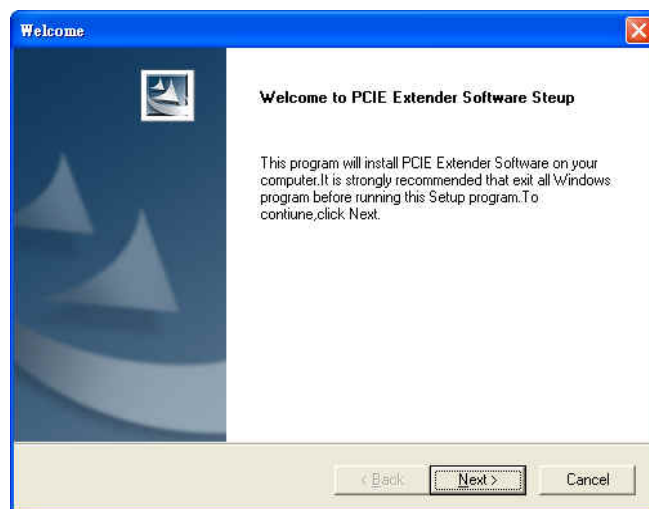 Welcome
Welcome to PCIE Extender Software Steup
This program will install PCIE Extender Software on your
computer.It is strongly recommended that exit all Windows
program before running this Setup program.To
contiune,click Next.
< Back
Next >
Cancel